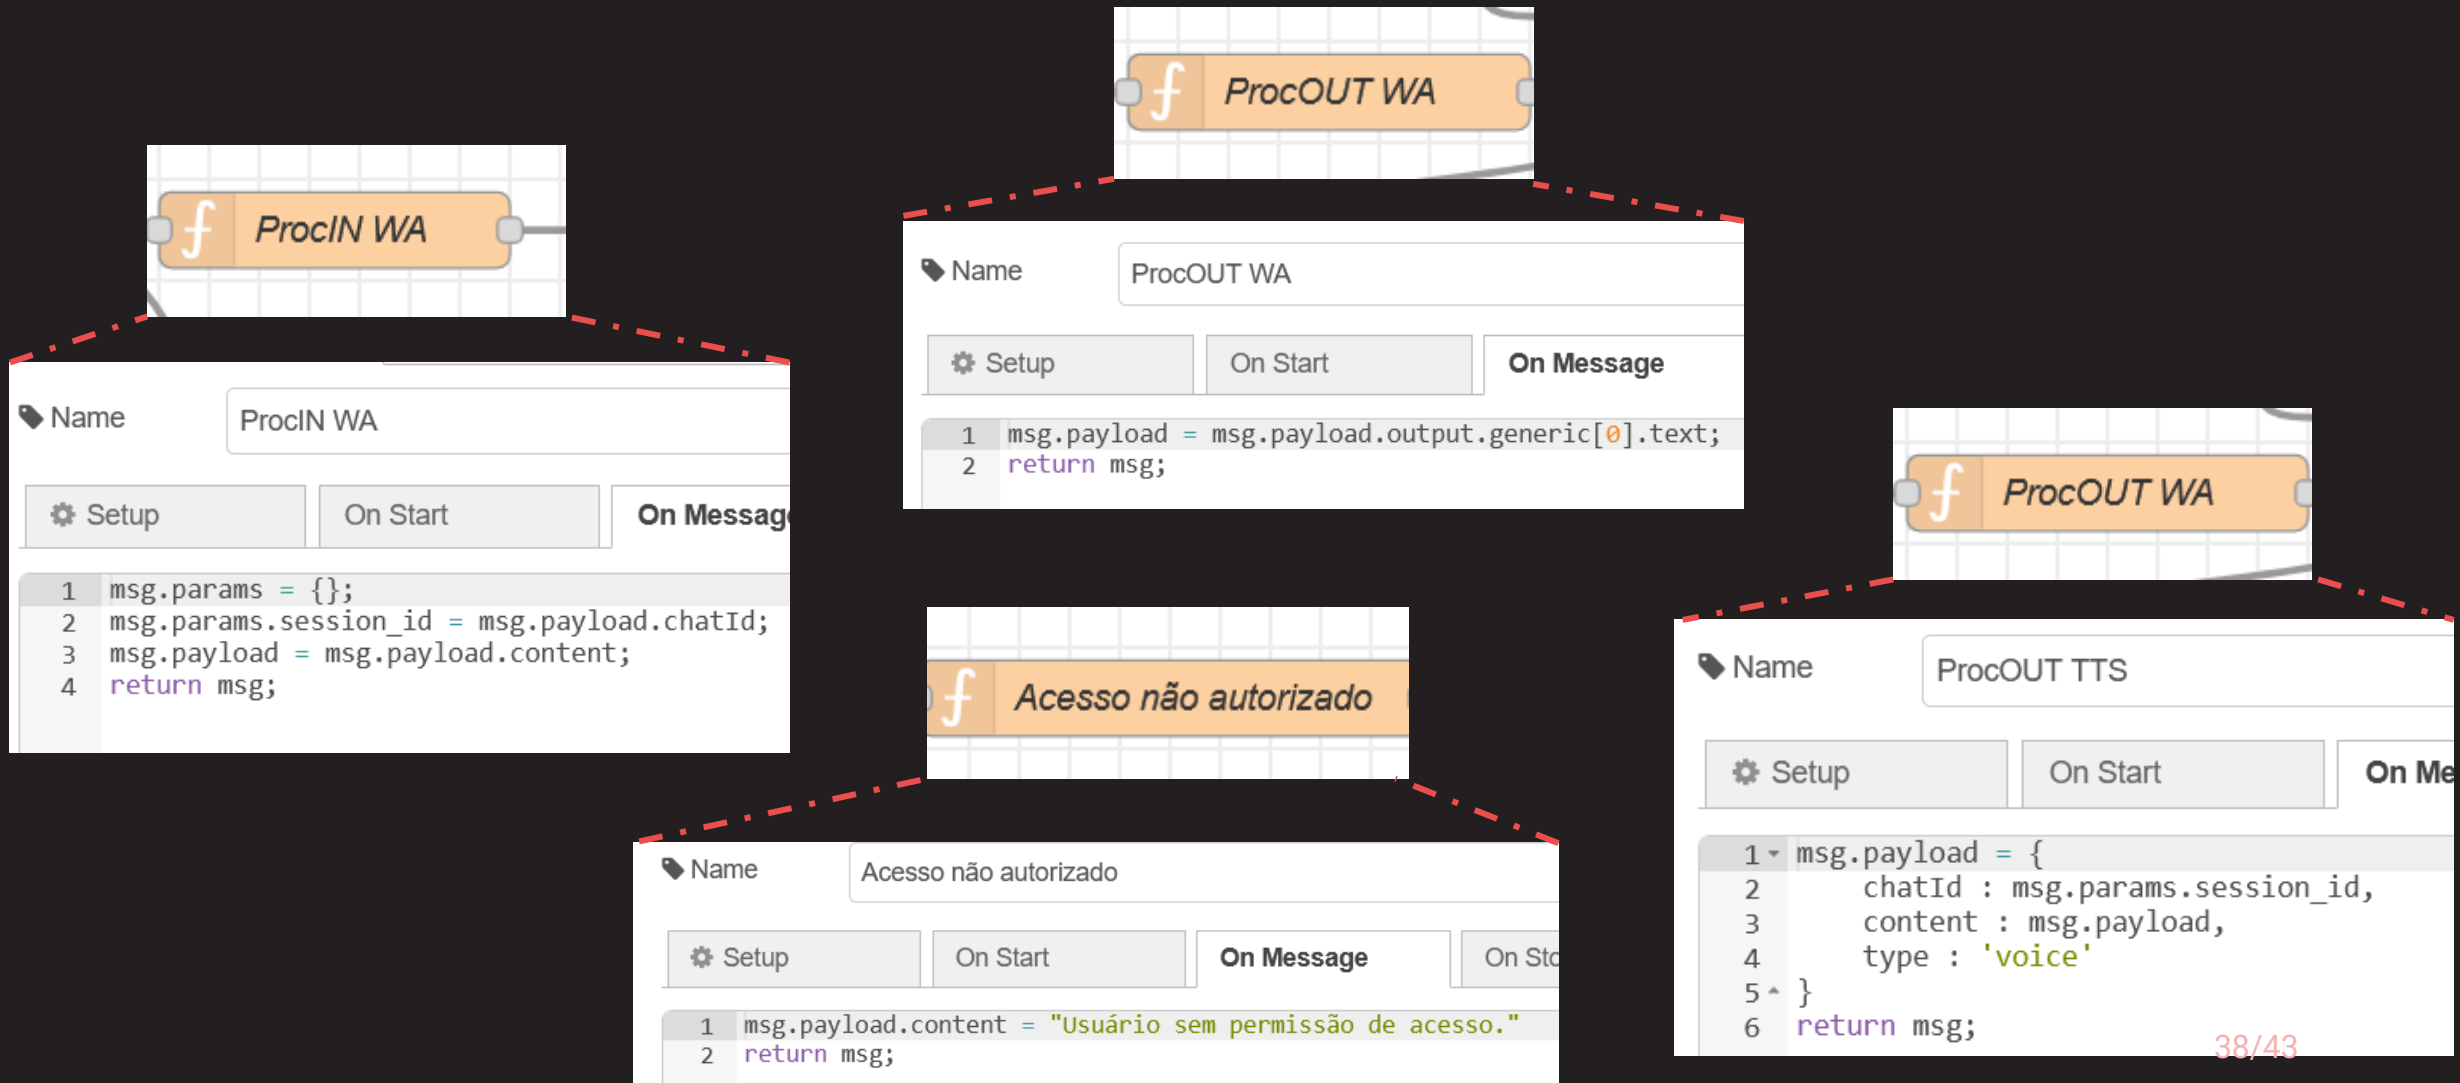 ProcIN WA
Name
ProcIN WA
Setup
On Start
On Messag
1 msg.params = {};
2 msg.params.session_id = msg.payload.chatId;
3 msg.payload = msg.payload.content;
4 return msg;
ProcOUT WA
Name
ProcOUT WA
Setup
On Start
On Message
1 msg.payload = msg.payload.output.generic[0].text;
2 return msg;
Acesso não autorizado
Name
Acesso não autorizado
Setup
On Start
On Message
On Sto
1 msg.payload.content = "Usuário sem permissão de acesso."
2 return msg;
ProcOUT WA
Name
ProcOUT TTS
Setup
On Start
On Me
1 msg.payload = {
2 chatId : msg.params.session_id,
3 content : msg.payload,
4 type : 'voice'
5 }
6 return msg;
38/43